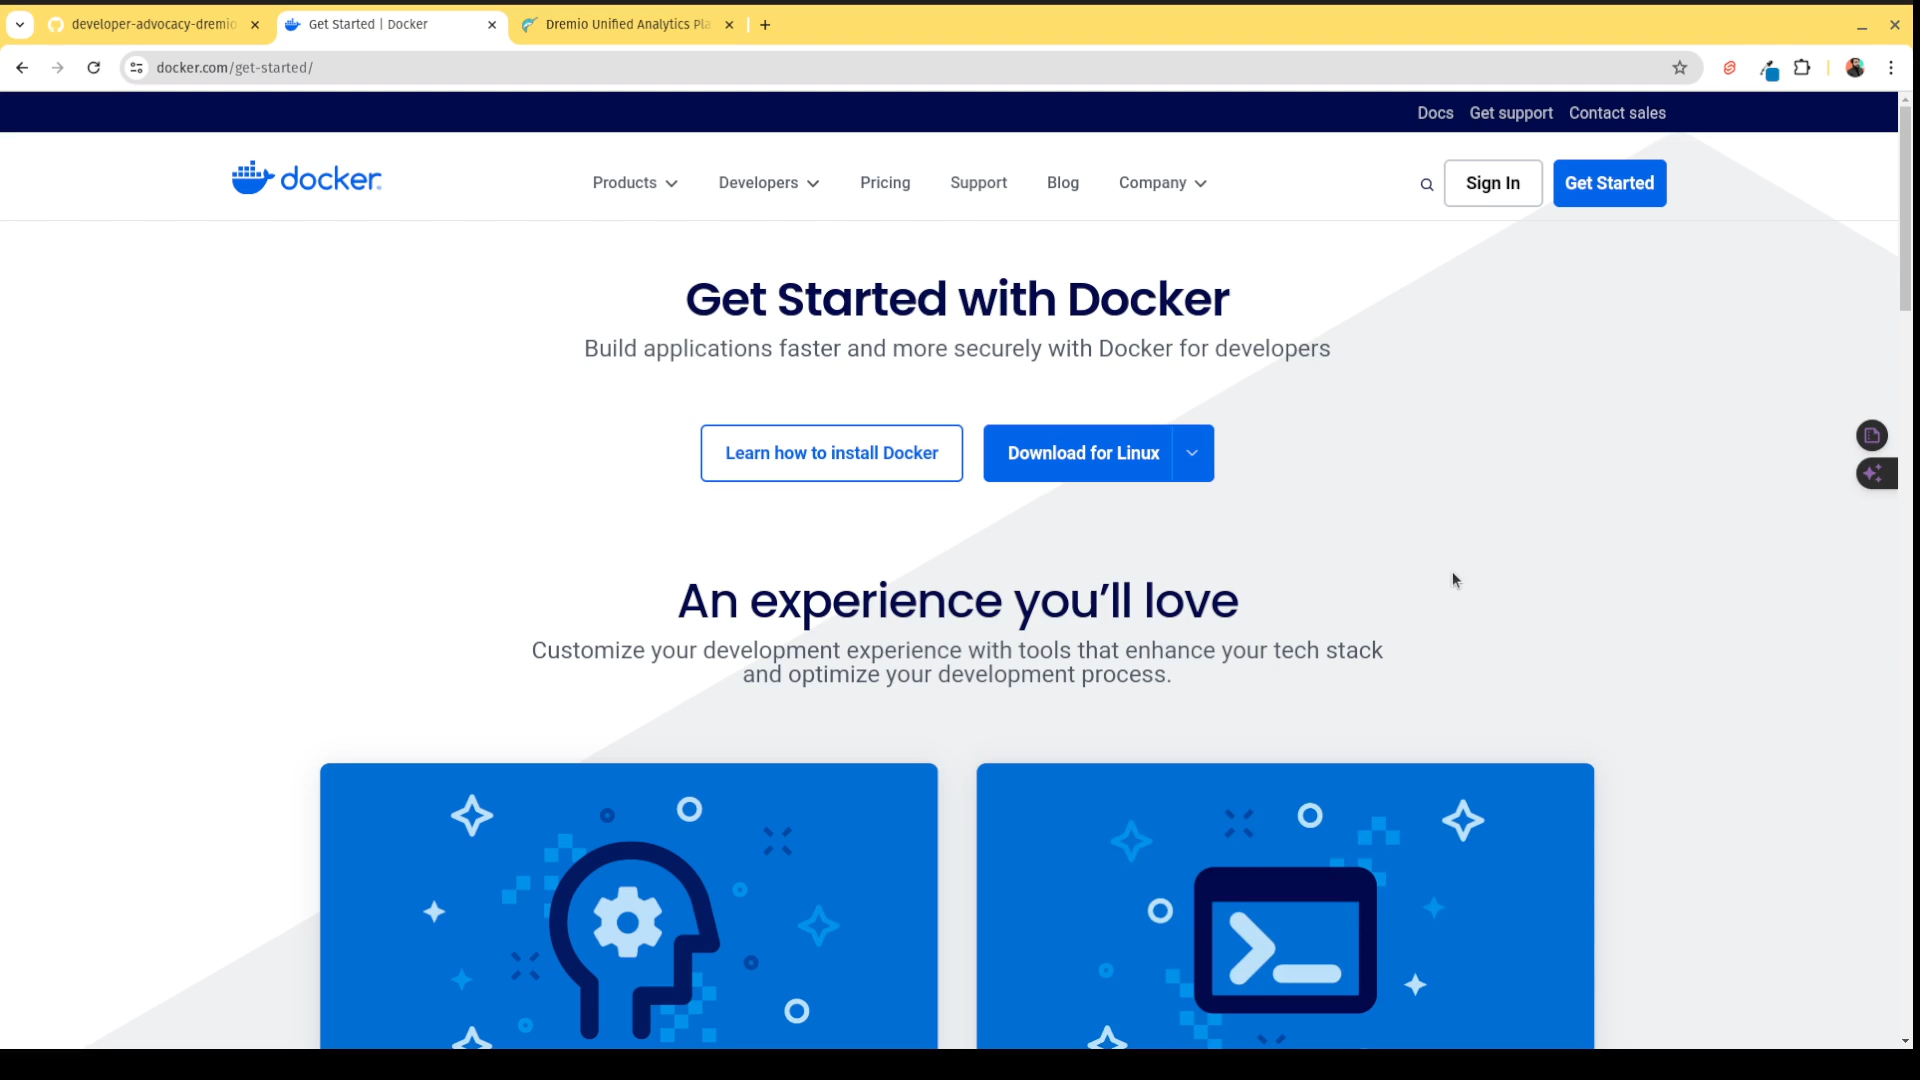 developer-advocacy-dremio
Get Started | Docker
Dremio Unified Analytics Pla
docker.com/get-started/
Docs Get support Contact sales
docker
Products Developers Pricing Support Blog Company Sign In Get Started
Get Started with Docker
Build applications faster and more securely with Docker for developers
Learn how to install Docker Download for Linux
An experience you’ll love
Customize your development experience with tools that enhance your tech stack
and optimize your development process.